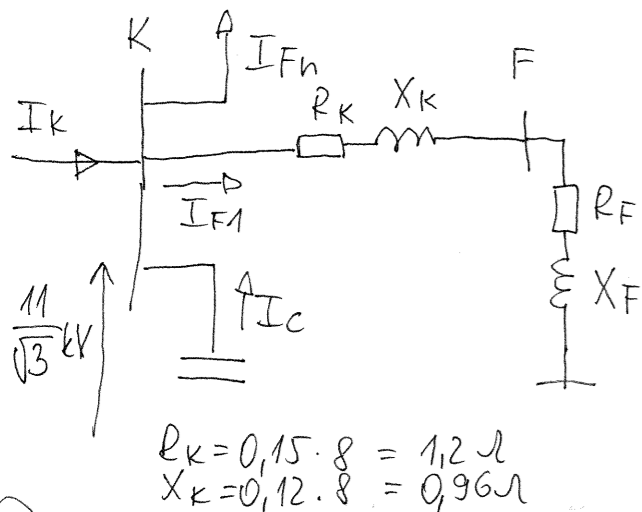 K
I_Fn
F
R_K
X_K
I_K
I_F1
R_F
X_F
11/√3 kV
I_C
R_K = 0,15 · 8 = 1,2 Ω
X_K = 0,12 · 8 = 0,96 Ω